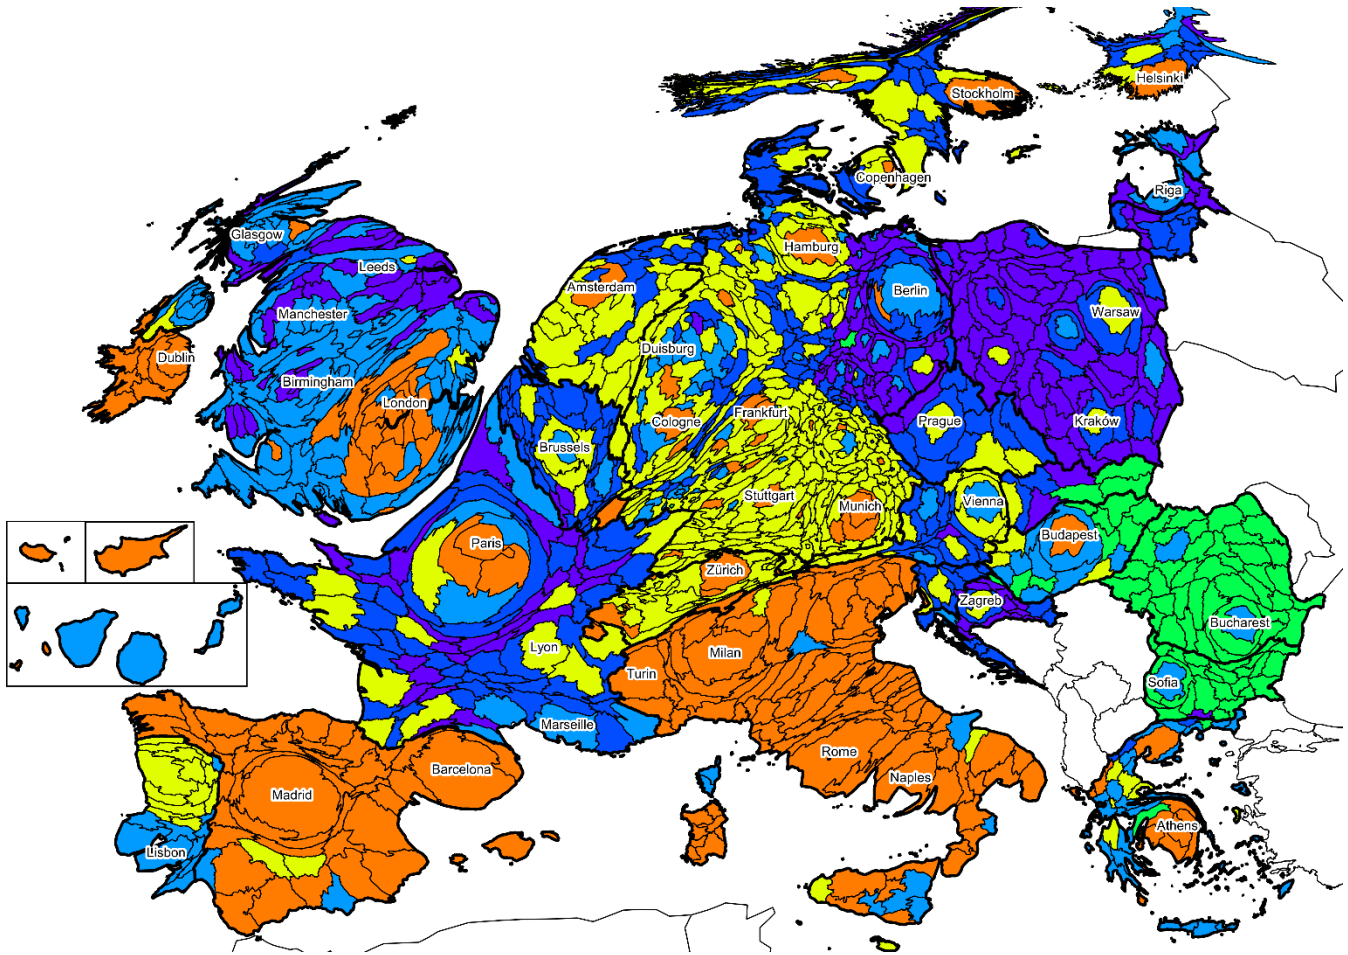 Helsinki
Stockholm
Copenhagen
Riga
Glasgow
Hamburg
Leeds
Amsterdam
Berlin
Manchester
Warsaw
Dublin
Duisburg
Birmingham
London
Frankfurt
Cologne
Prague
Kraków
Brussels
Stuttgart
Munich
Vienna
Budapest
Paris
Zürich
Zagreb
Bucharest
Lyon
Milan
Turin
Sofia
Marseille
Rome
Barcelona
Naples
Madrid
Athens
Lisbon